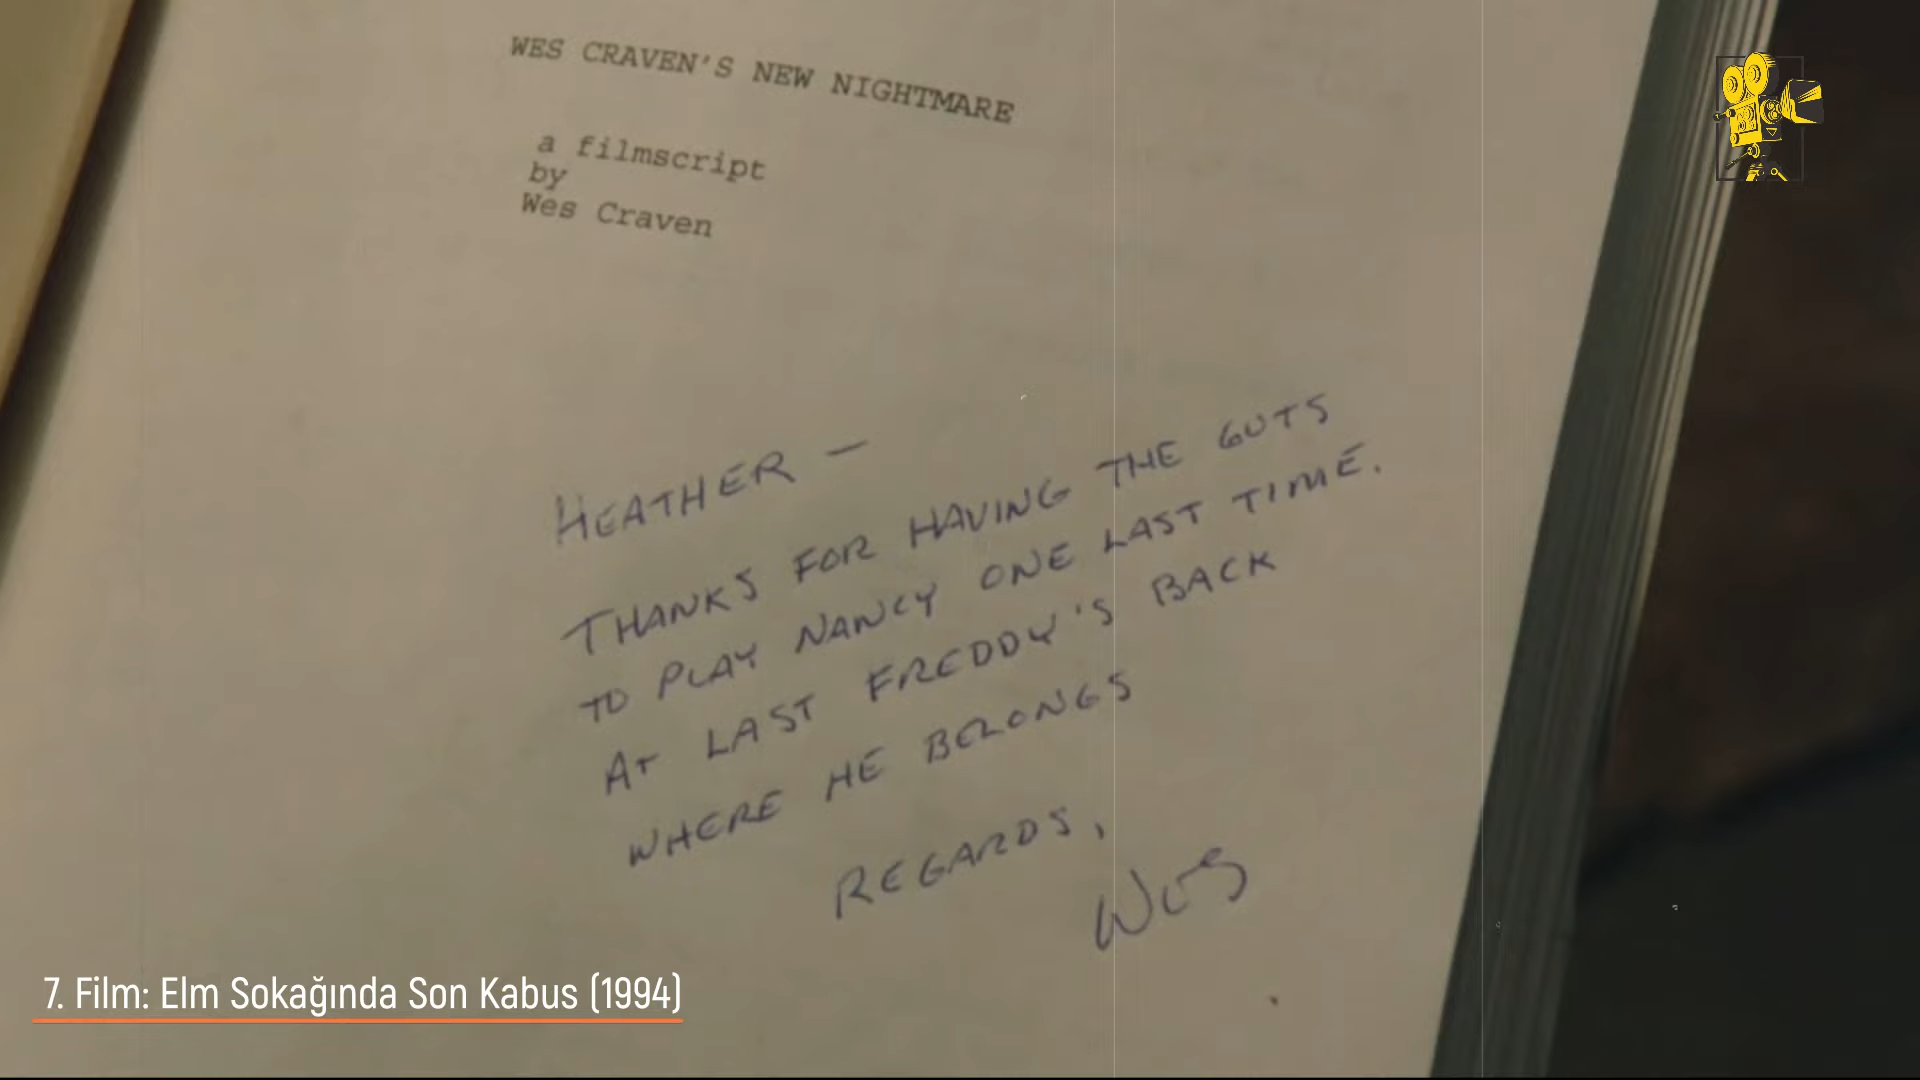 WES CRAVEN'S NEW NIGHTMARE
a filmscript
by
Wes Craven
HEATHER —
THANKS FOR HAVING THE GUTS
TO PLAY NANCY ONE LAST TIME.
AT LAST FREDDY'S BACK
WHERE HE BELONGS
REGARDS,
Wes
7. Film: Elm Sokağında Son Kabus (1994)